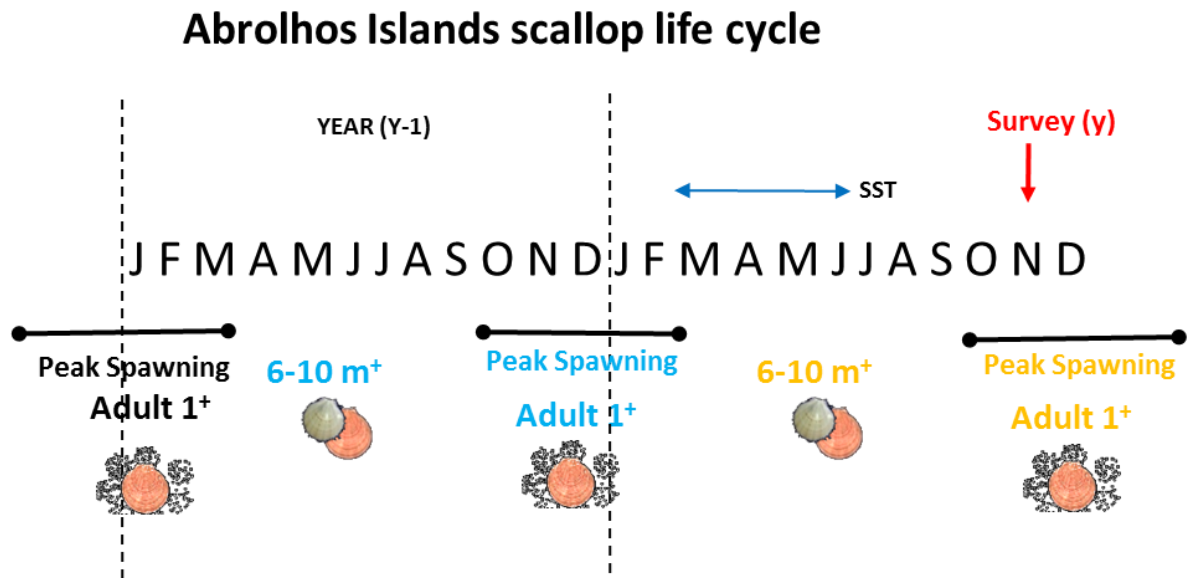 Abrolhos Islands scallop life cycle
YEAR (Y-1)
Survey (y)
SST
J F M A M J J A S O N D J F M A M J J A S O N D
Peak Spawning
Adult 1⁺
6-10 m⁺
Peak Spawning
Adult 1⁺
6-10 m⁺
Peak Spawning
Adult 1⁺